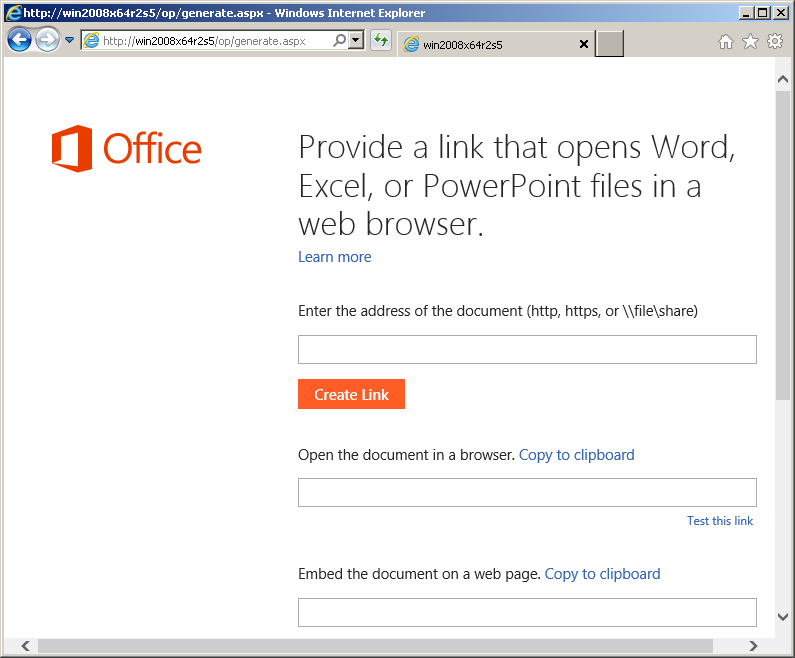 http://win2008x64r2s5/op/generate.aspx - Windows Internet Explorer
http://win2008x64r2s5/op/generate.aspx
win2008x64r2s5
Office
Provide a link that opens Word,
Excel, or PowerPoint files in a
web browser.
Learn more
Enter the address of the document (http, https, or \\file\share)
Create Link
Open the document in a browser. Copy to clipboard
Test this link
Embed the document on a web page. Copy to clipboard